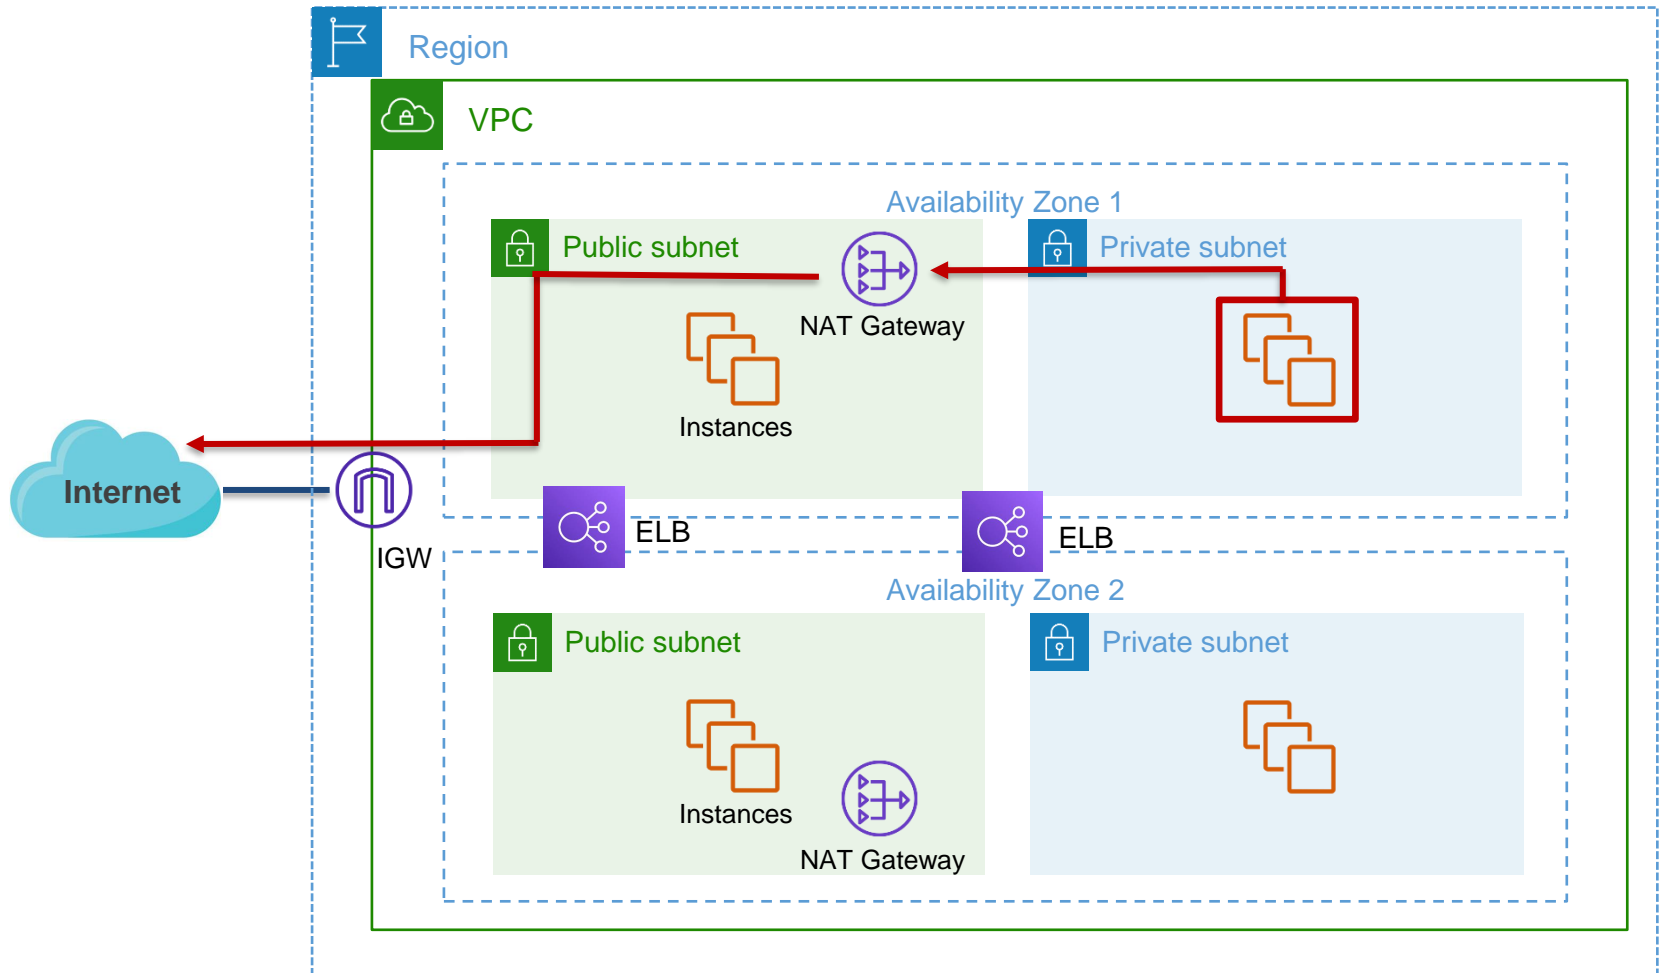 Region
VPC
Availability Zone 1
Public subnet
Private subnet
NAT Gateway
Instances
Internet
ELB
ELB
IGW
Availability Zone 2
Public subnet
Private subnet
Instances
NAT Gateway